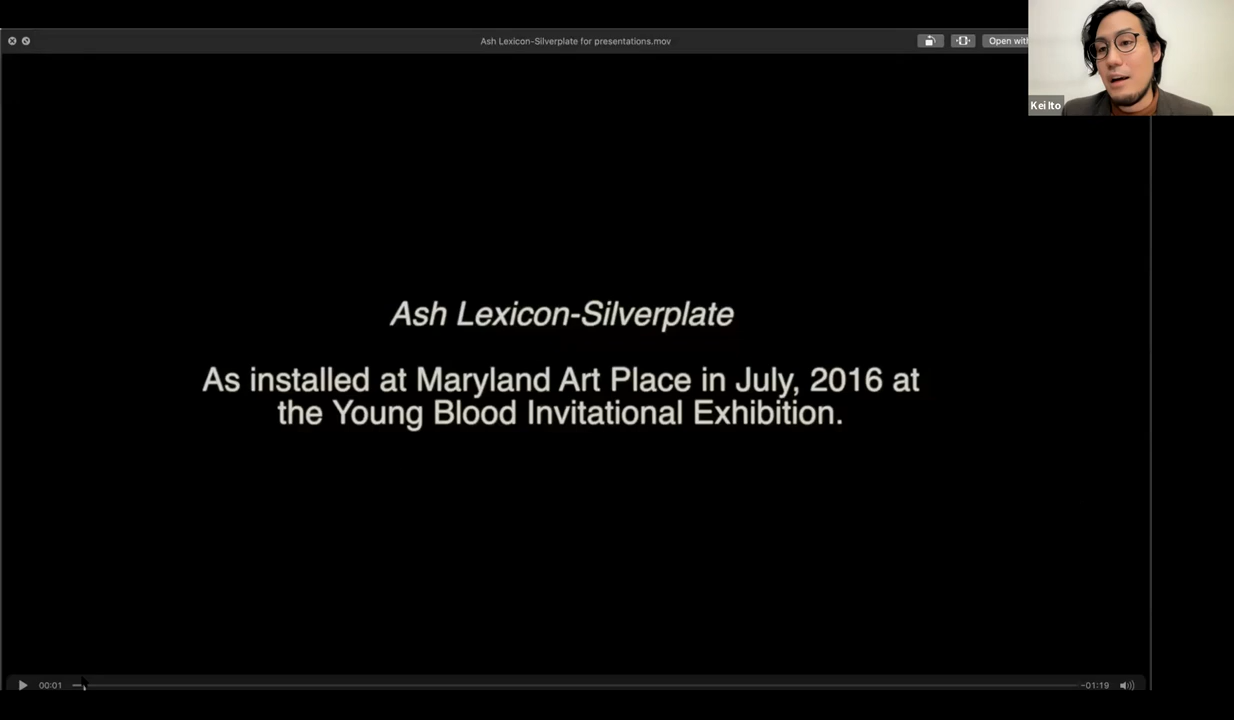 Ash Lexicon-Silverplate for presentations.mov
Open with
Kei Ito
Ash Lexicon-Silverplate
As installed at Maryland Art Place in July, 2016 at
the Young Blood Invitational Exhibition.
00:01
-01:19